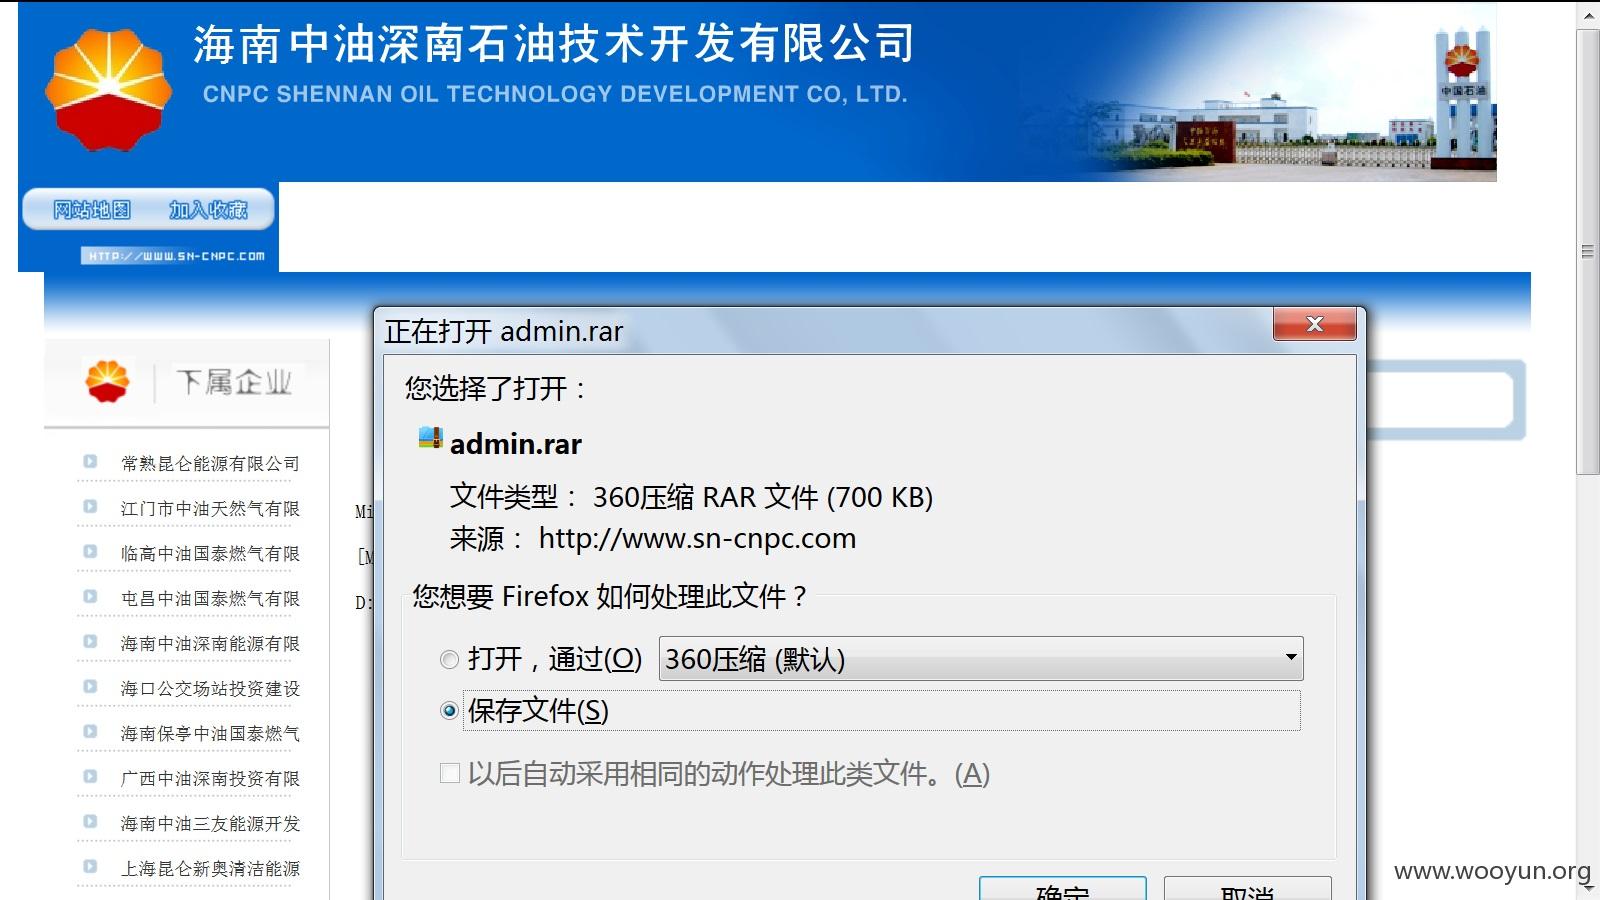 海南中油深南石油技术开发有限公司
CNPC SHENNAN OIL TECHNOLOGY DEVELOPMENT CO, LTD.
中国石油
网站地图 加入收藏
HTTP://WWW.SN-CNPC.COM
正在打开 admin.rar
下属企业
您选择了打开：
admin.rar
常熟昆仑能源有限公司
文件类型： 360压缩 RAR 文件 (700 KB)
江门市中油天然气有限
Mi
来源： http://www.sn-cnpc.com
临高中油国泰燃气有限
[M
您想要 Firefox 如何处理此文件？
屯昌中油国泰燃气有限
D:
海南中油深南能源有限
打开，通过(O) 360压缩 (默认)
海口公交场站投资建设
保存文件(S)
海南保亭中油国泰燃气
广西中油深南投资有限
以后自动采用相同的动作处理此类文件。(A)
海南中油三友能源开发
上海昆仑新奥清洁能源
确定 取消
www.wooyun.org